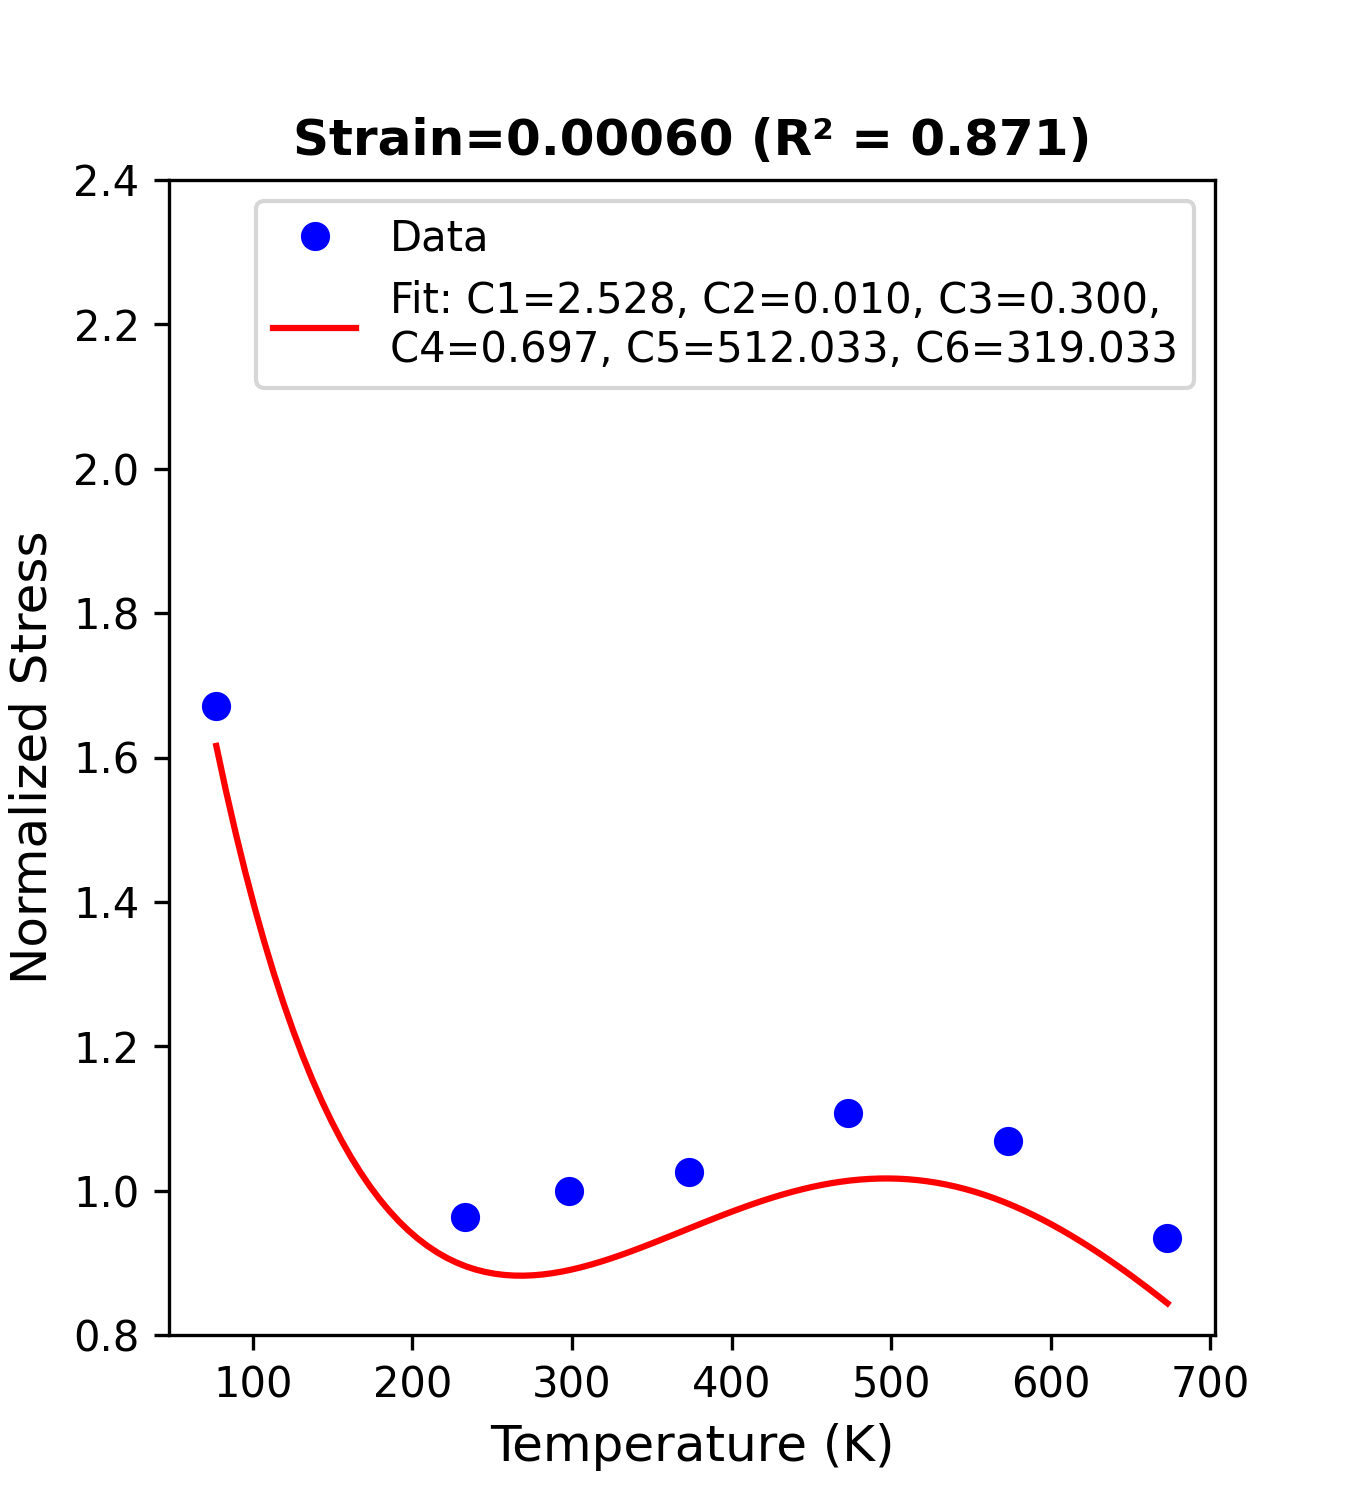 Strain=0.00060 (R² = 0.871)
Data
Fit: C1=2.528, C2=0.010, C3=0.300,
C4=0.697, C5=512.033, C6=319.033
2.4
2.2
2.0
1.8
1.6
1.4
1.2
1.0
0.8
Normalized Stress
100 200 300 400 500 600 700
Temperature (K)